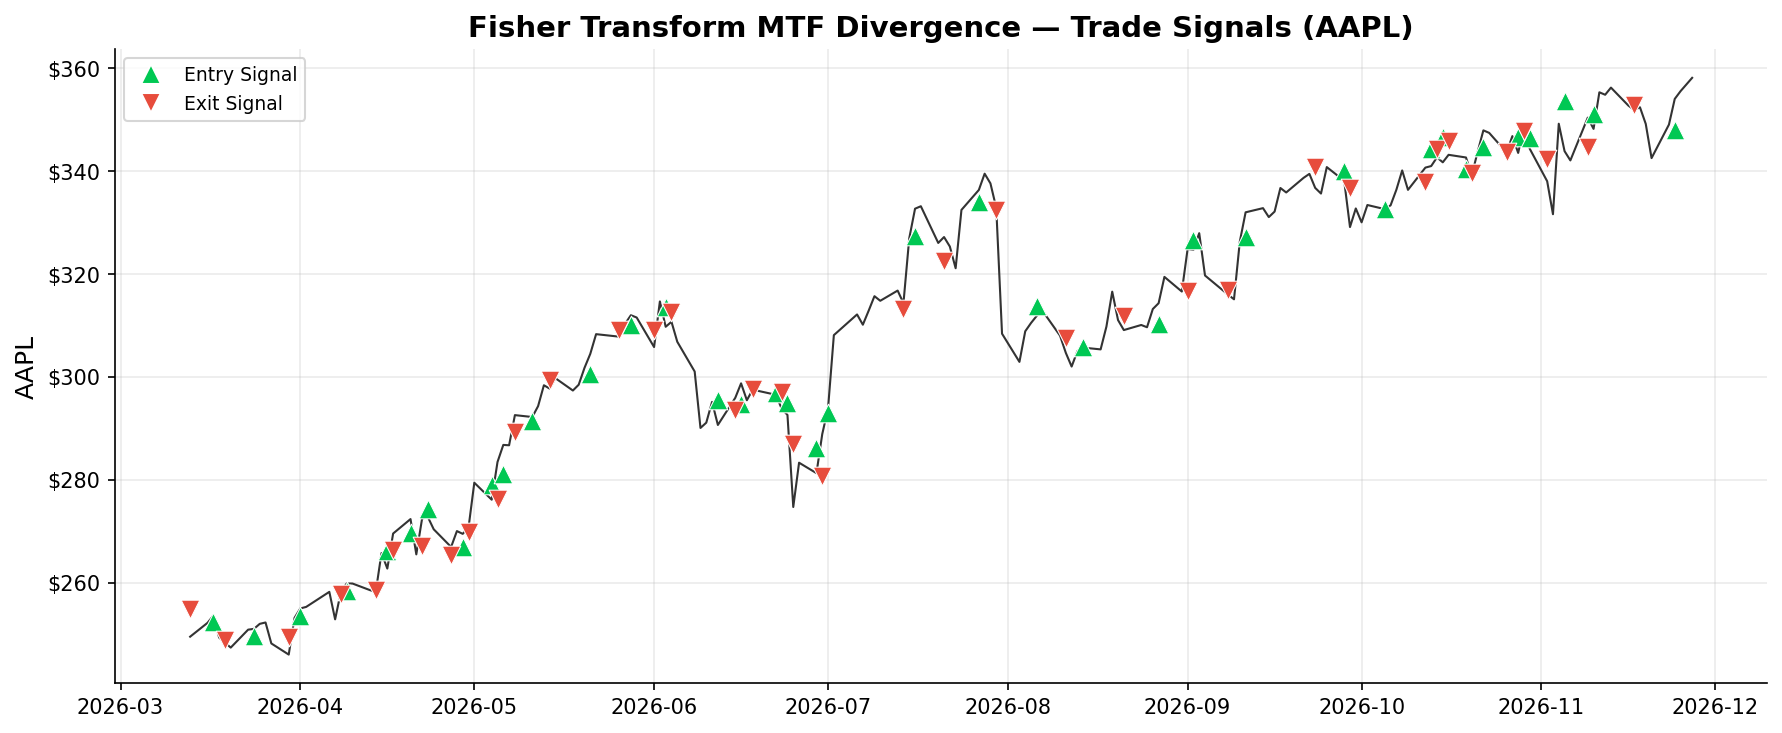 Fisher Transform MTF Divergence — Trade Signals (AAPL)
Entry Signal
Exit Signal
AAPL
$360
$340
$320
$300
$280
$260
2026-03 2026-04 2026-05 2026-06 2026-07 2026-08 2026-09 2026-10 2026-11 2026-12